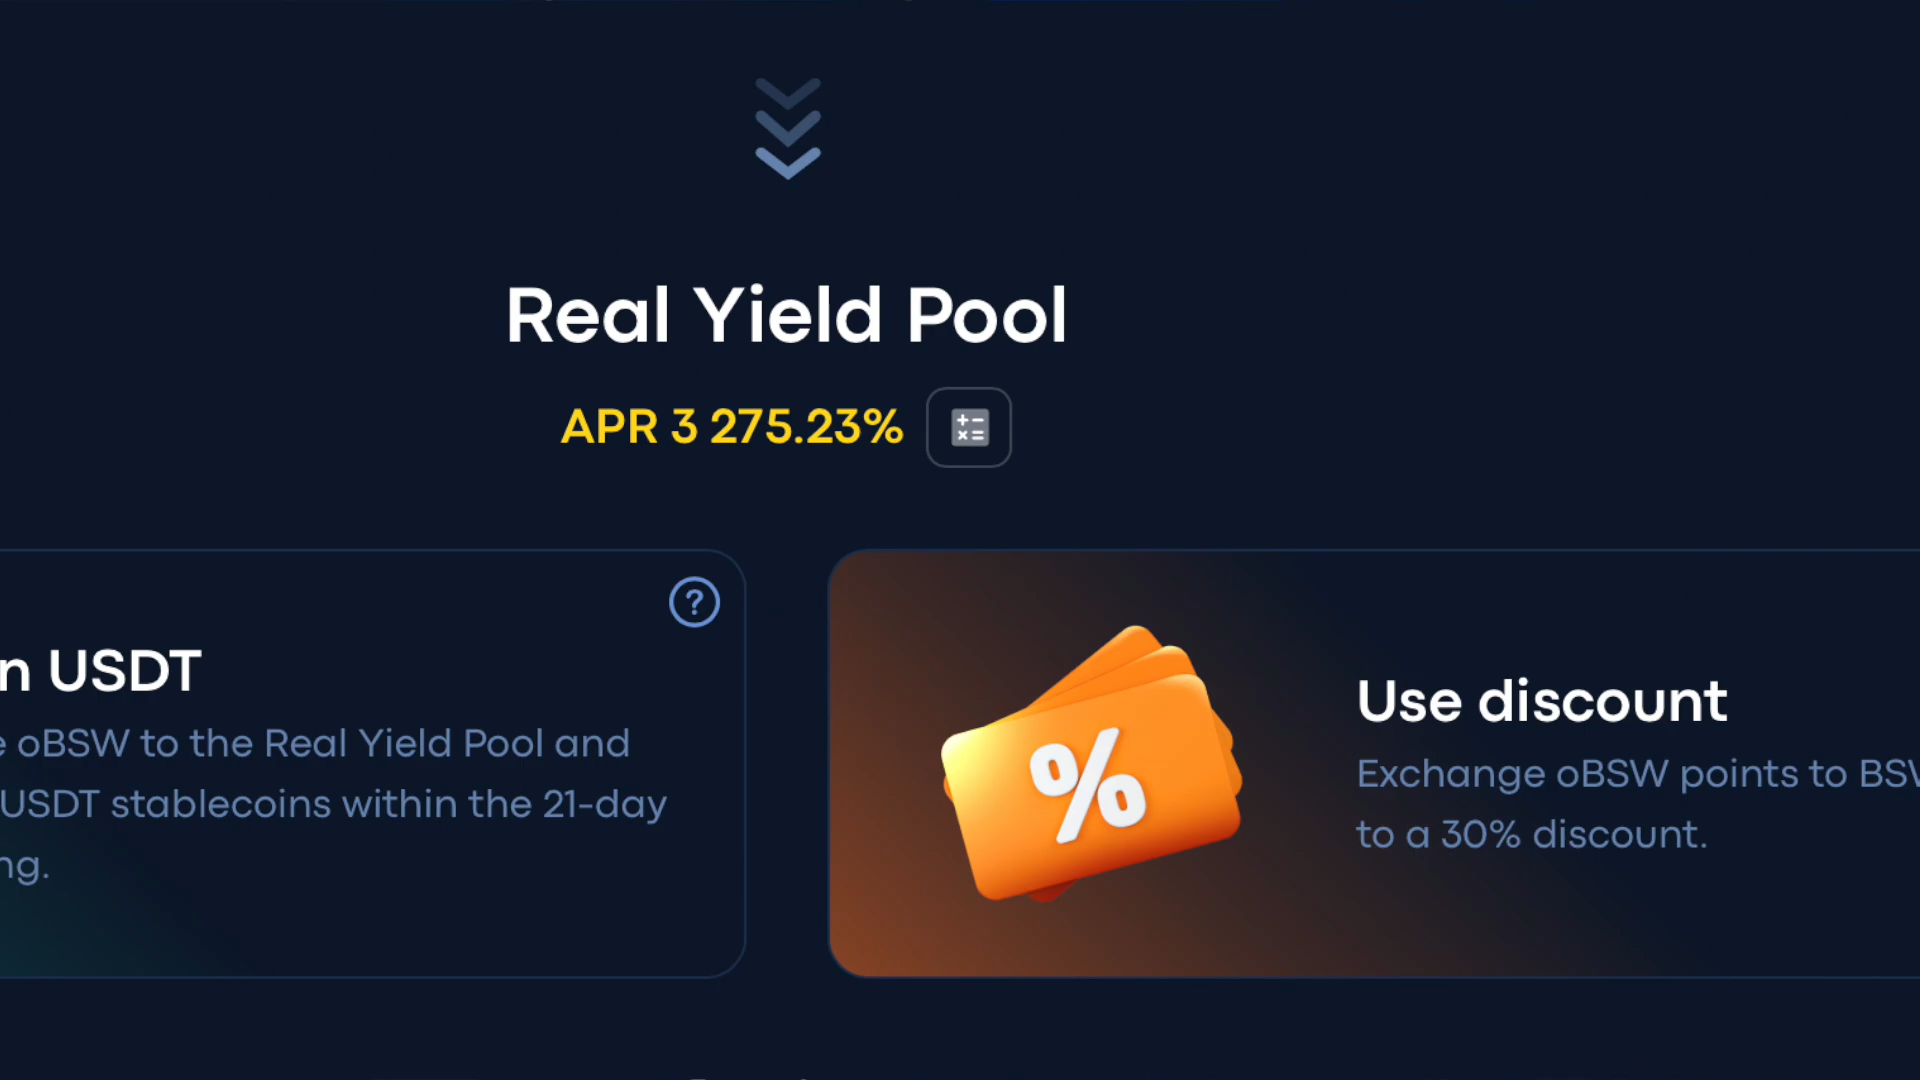 Real Yield Pool
APR 3 275.23%
?
n USDT
oBSW to the Real Yield Pool and
USDT stablecoins within the 21-day
ng.
%
Use discount
Exchange oBSW points to
to a 30% discount.